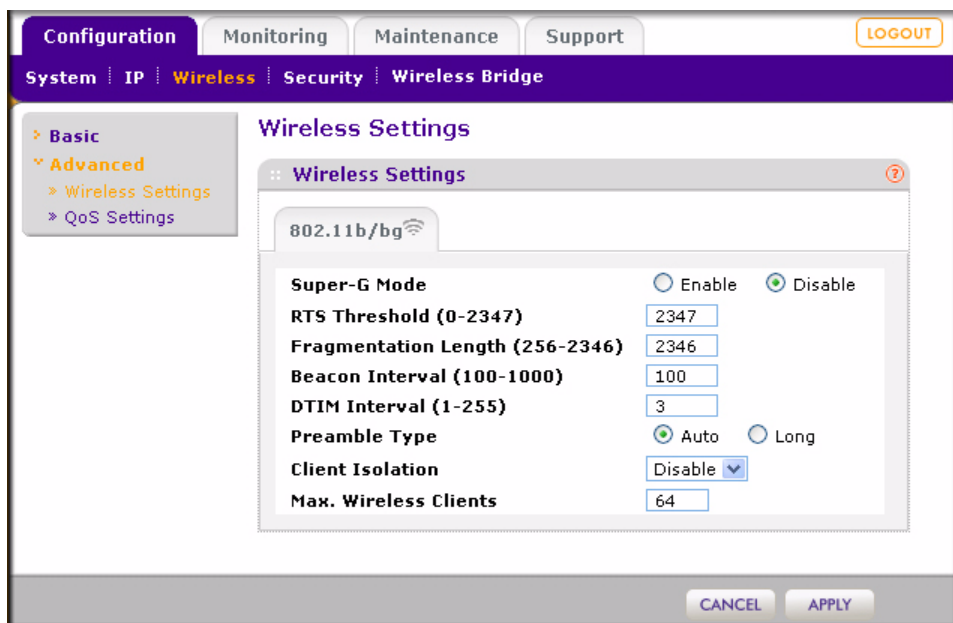 Configuration Monitoring Maintenance Support LOGOUT
System IP Wireless Security Wireless Bridge
Basic
Advanced
» Wireless Settings
» QoS Settings
Wireless Settings
Wireless Settings ?
802.11b/bg
Super-G Mode Enable Disable
RTS Threshold (0-2347) 2347
Fragmentation Length (256-2346) 2346
Beacon Interval (100-1000) 100
DTIM Interval (1-255) 3
Preamble Type Auto Long
Client Isolation Disable
Max. Wireless Clients 64
CANCEL APPLY